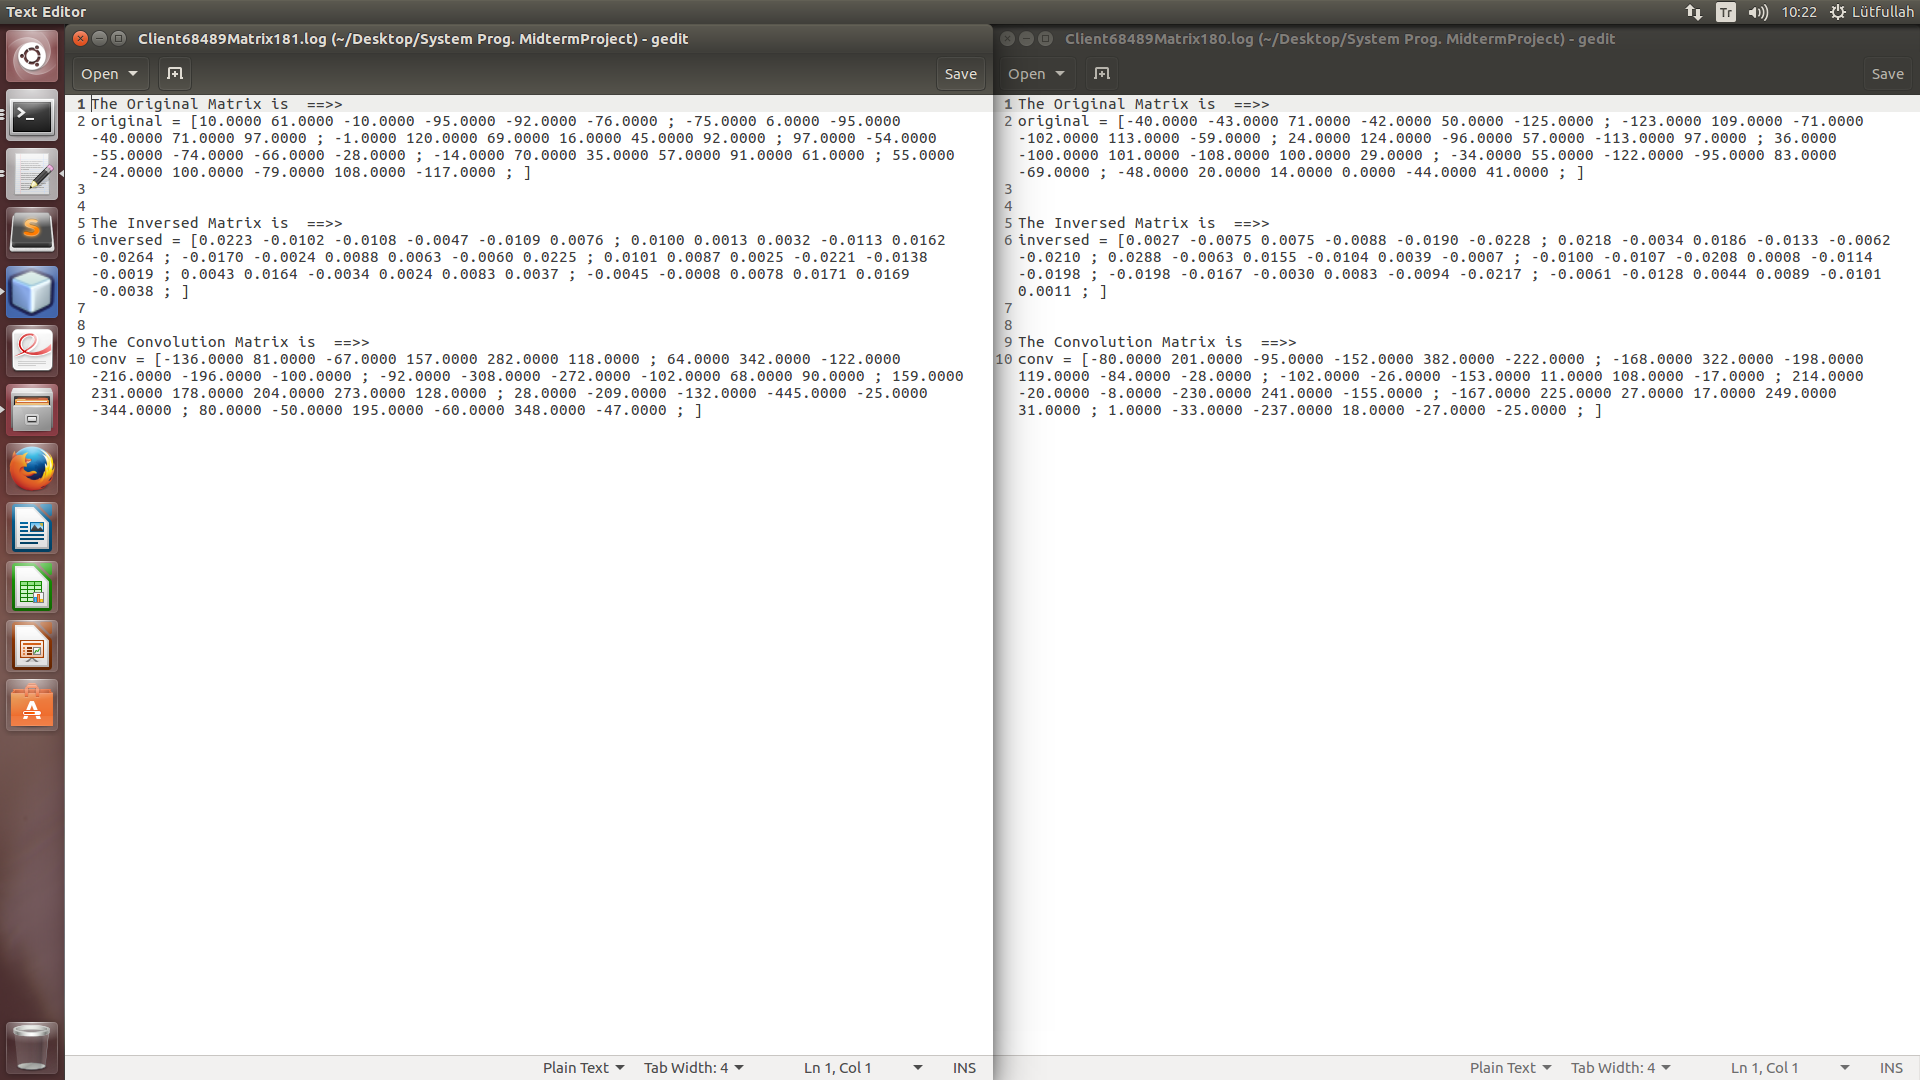 Text Editor
Tr
10:22
Lütfullah
Client68489Matrix181.log (~/Desktop/System Prog. MidtermProject) - gedit
Open
Save
1 The Original Matrix is  ==>>
2 original = [10.0000 61.0000 -10.0000 -95.0000 -92.0000 -76.0000 ; -75.0000 6.0000 -95.0000
-40.0000 71.0000 97.0000 ; -1.0000 120.0000 69.0000 16.0000 45.0000 92.0000 ; 97.0000 -54.0000
-55.0000 -74.0000 -66.0000 -28.0000 ; -14.0000 70.0000 35.0000 57.0000 91.0000 61.0000 ; 55.0000
-24.0000 100.0000 -79.0000 108.0000 -117.0000 ; ]
3
4
5 The Inversed Matrix is  ==>>
6 inversed = [0.0223 -0.0102 -0.0108 -0.0047 -0.0109 0.0076 ; 0.0100 0.0013 0.0032 -0.0113 0.0162
-0.0264 ; -0.0170 -0.0024 0.0088 0.0063 -0.0060 0.0225 ; 0.0101 0.0087 0.0025 -0.0221 -0.0138
-0.0019 ; 0.0043 0.0164 -0.0034 0.0024 0.0083 0.0037 ; -0.0045 -0.0008 0.0078 0.0171 0.0169
-0.0038 ; ]
7
8
9 The Convolution Matrix is  ==>>
10 conv = [-136.0000 81.0000 -67.0000 157.0000 282.0000 118.0000 ; 64.0000 342.0000 -122.0000
-216.0000 -196.0000 -100.0000 ; -92.0000 -308.0000 -272.0000 -102.0000 68.0000 90.0000 ; 159.0000
231.0000 178.0000 204.0000 273.0000 128.0000 ; 28.0000 -209.0000 -132.0000 -445.0000 -25.0000
-344.0000 ; 80.0000 -50.0000 195.0000 -60.0000 348.0000 -47.0000 ; ]
Plain Text
Tab Width: 4
Ln 1, Col 1
INS
Client68489Matrix180.log (~/Desktop/System Prog. MidtermProject) - gedit
Open
Save
1 The Original Matrix is  ==>>
2 original = [-40.0000 -43.0000 71.0000 -42.0000 50.0000 -125.0000 ; -123.0000 109.0000 -71.0000
-102.0000 113.0000 -59.0000 ; 24.0000 124.0000 -96.0000 57.0000 -113.0000 97.0000 ; 36.0000
-100.0000 101.0000 -108.0000 100.0000 29.0000 ; -34.0000 55.0000 -122.0000 -95.0000 83.0000
-69.0000 ; -48.0000 20.0000 14.0000 0.0000 -44.0000 41.0000 ; ]
3
4
5 The Inversed Matrix is  ==>>
6 inversed = [0.0027 -0.0075 0.0075 -0.0088 -0.0190 -0.0228 ; 0.0218 -0.0034 0.0186 -0.0133 -0.0062
-0.0210 ; 0.0288 -0.0063 0.0155 -0.0104 0.0039 -0.0007 ; -0.0100 -0.0107 -0.0208 0.0008 -0.0114
-0.0198 ; -0.0198 -0.0167 -0.0030 0.0083 -0.0094 -0.0217 ; -0.0061 -0.0128 0.0044 0.0089 -0.0101
0.0011 ; ]
7
8
9 The Convolution Matrix is  ==>>
10 conv = [-80.0000 201.0000 -95.0000 -152.0000 382.0000 -222.0000 ; -168.0000 322.0000 -198.0000
119.0000 -84.0000 -28.0000 ; -102.0000 -26.0000 -153.0000 11.0000 108.0000 -17.0000 ; 214.0000
-20.0000 -8.0000 -230.0000 241.0000 -155.0000 ; -167.0000 225.0000 27.0000 17.0000 249.0000
31.0000 ; 1.0000 -33.0000 -237.0000 18.0000 -27.0000 -25.0000 ; ]
Plain Text
Tab Width: 4
Ln 1, Col 1
INS